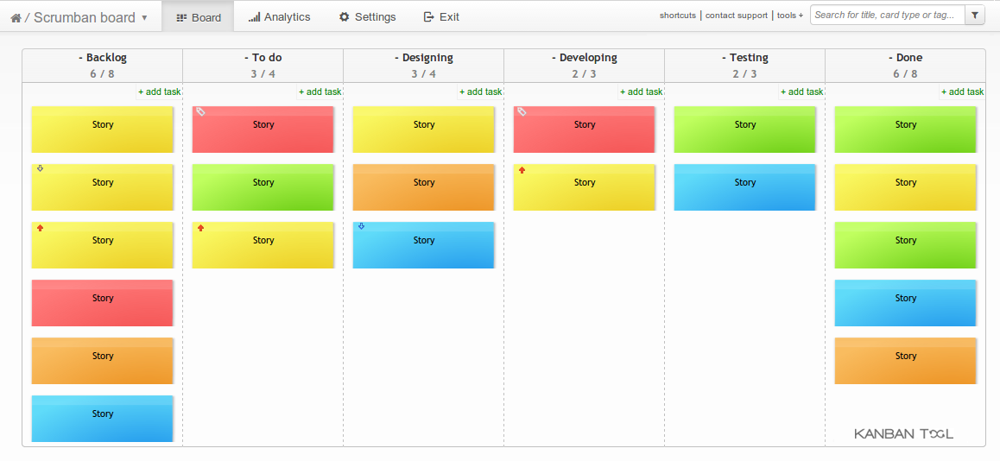 / Scrumban board ▾ Board Analytics Settings Exit shortcuts | contact support | tools Search for title, card type or tag...
- Backlog - To do - Designing - Developing - Testing - Done
6 / 8 3 / 4 3 / 4 2 / 3 2 / 3 6 / 8
+ add task + add task + add task + add task + add task + add task
Story Story Story Story Story Story
Story Story Story Story Story Story
Story Story Story Story
Story Story
Story Story
Story
KANBAN TOOL